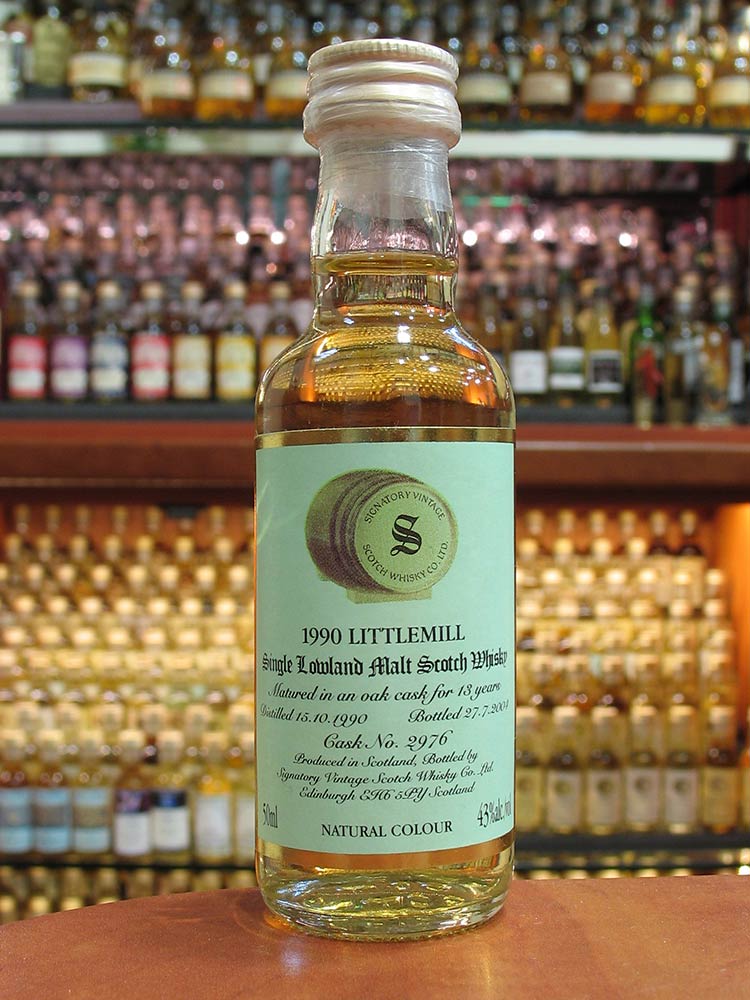 SIGNATORY VINTAGE
S
SCOTCH WHISKY CO. LTD.
1990 LITTLEMILL
Single Lowland Malt Scotch Whisky
Matured in an oak cask for 13 years
Distilled 15.10.1990 Bottled 27.7.2004
Cask No. 2976
Produced in Scotland, Bottled by
Signatory Vintage Scotch Whisky Co. Ltd.
Edinburgh EH6 5PY Scotland
50ml 43%alc./vol
NATURAL COLOUR